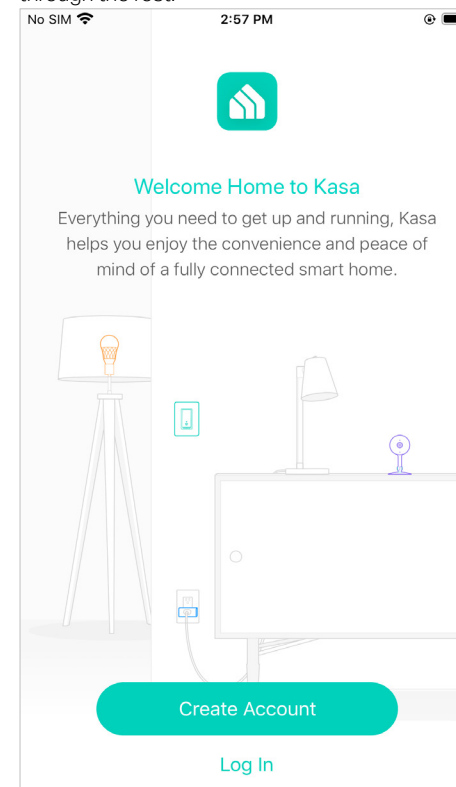 through the rest.
No SIM
2:57 PM
Welcome Home to Kasa
Everything you need to get up and running, Kasa
helps you enjoy the convenience and peace of
mind of a fully connected smart home.
Create Account
Log In